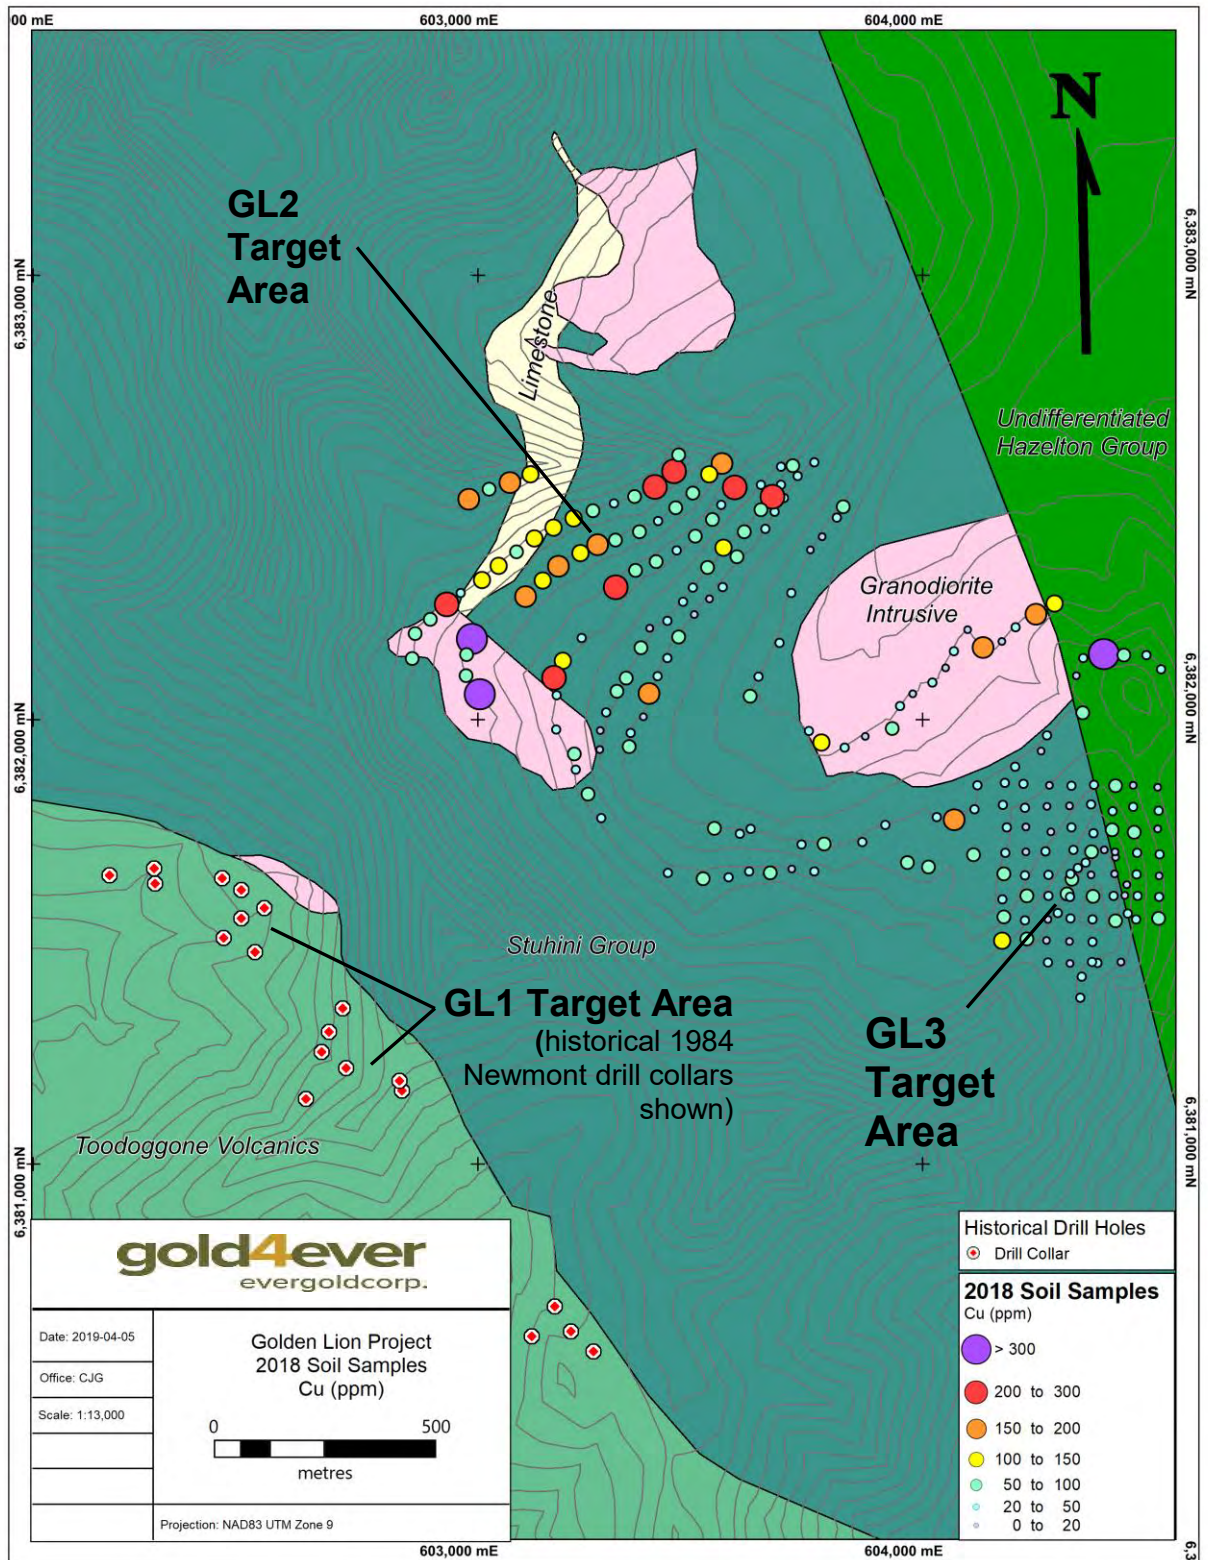 00 mE
603,000 mE
604,000 mE
N
GL2
Target
Area
6,383,000 mN
6,383,000 mN
Limestone
Undifferentiated
Hazelton Group
Granodiorite
Intrusive
6,382,000 mN
6,382,000 mN
Stuhini Group
GL1 Target Area
(historical 1984
Newmont drill collars
shown)
GL3
Target
Area
Toodoggone Volcanics
6,381,000 mN
6,381,000 mN
gold4ever
evergoldcorp.
Date: 2019-04-05
Office: CJG
Scale: 1:13,000
Golden Lion Project
2018 Soil Samples
Cu (ppm)
0 500
metres
Projection: NAD83 UTM Zone 9
Historical Drill Holes
Drill Collar
2018 Soil Samples
Cu (ppm)
> 300
200 to 300
150 to 200
100 to 150
50 to 100
20 to 50
0 to 20
603,000 mE
604,000 mE
6,3